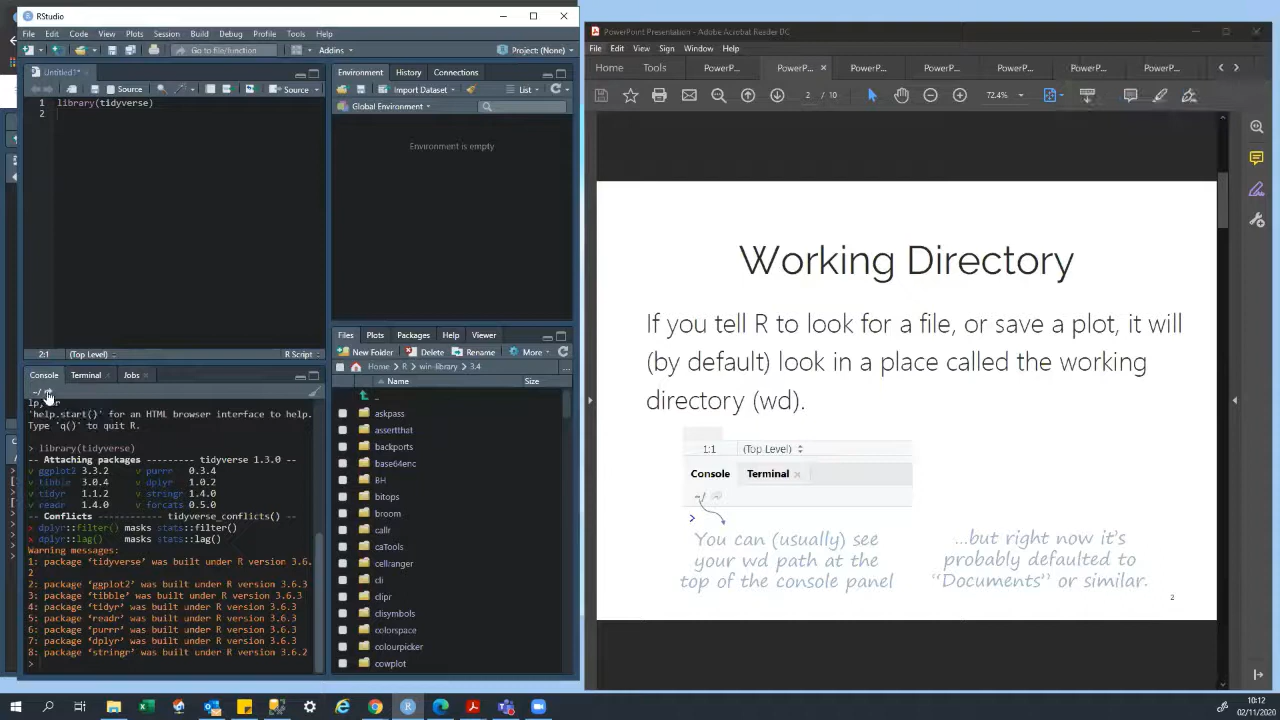 RStudio
File Edit Code View Plots Session Build Debug Profile Tools Help
Go to file/function
Addins
Project: (None)
Untitled1*
Source
Source
1 library(tidyverse)
2
2:1 (Top Level) R Script
Console Terminal Jobs
~/
'help.start()' for an HTML browser interface to help.
Type 'q()' to quit R.
> library(tidyverse)
-- Attaching packages --------- tidyverse 1.3.0 --
v ggplot2 3.3.2 v purrr 0.3.4
v tibble 3.0.4 v dplyr 1.0.2
v tidyr 1.1.2 v stringr 1.4.0
v readr 1.4.0 v forcats 0.5.0
-- Conflicts ----------- tidyverse_conflicts() --
x dplyr::filter() masks stats::filter()
x dplyr::lag() masks stats::lag()
Warning messages:
1: package ‘tidyverse’ was built under R version 3.6.
2
2: package ‘ggplot2’ was built under R version 3.6.3
3: package ‘tibble’ was built under R version 3.6.3
4: package ‘tidyr’ was built under R version 3.6.3
5: package ‘readr’ was built under R version 3.6.3
6: package ‘purrr’ was built under R version 3.6.3
7: package ‘dplyr’ was built under R version 3.6.3
8: package ‘stringr’ was built under R version 3.6.2
>
Environment History Connections
Import Dataset List
Global Environment
Environment is empty
Files Plots Packages Help Viewer
New Folder Delete Rename More
Home R win-library 3.4
Name Size
..
askpass
assertthat
backports
base64enc
BH
bitops
broom
callr
caTools
cellranger
cli
clipr
clisymbols
colorspace
colourpicker
cowplot
PowerPoint Presentation - Adobe Acrobat Reader DC
File Edit View Sign Window Help
Home Tools PowerP... PowerP... × PowerP... PowerP... PowerP... PowerP... PowerP...
2 / 10 72.4%
Working Directory
If you tell R to look for a file, or save a plot, it will
(by default) look in a place called the working
directory (wd).
1:1 (Top Level)
Console Terminal ×
~/
>
You can (usually) see
your wd path at the
top of the console panel
...but right now it's
probably defaulted to
“Documents” or similar.
2
10:12
02/11/2020